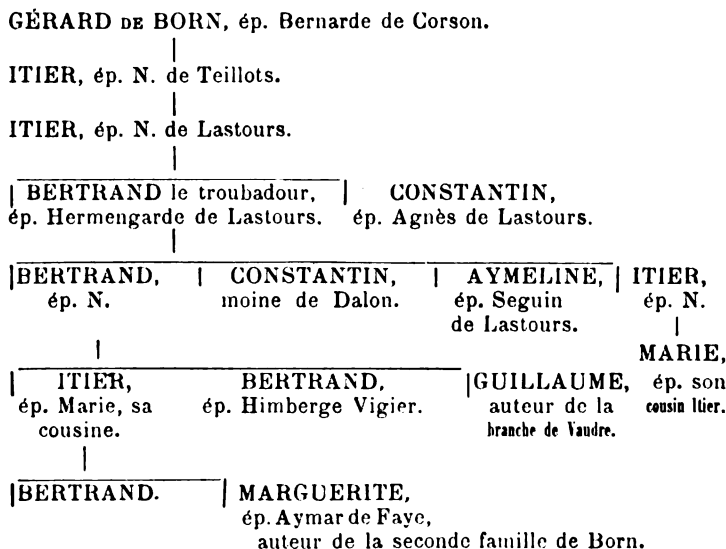 GÉRARD DE BORN, ép. Bernarde de Corson.
ITIER, ép. N. de Teillots.
ITIER, ép. N. de Lastours.
BERTRAND le troubadour, CONSTANTIN,
ép. Hermengarde de Lastours. ép. Agnès de Lastours.
BERTRAND, CONSTANTIN, AYMELINE, ITIER,
ép. N. moine de Dalon. ép. Seguin ép. N.
de Lastours.
MARIE,
ITIER, BERTRAND, GUILLAUME, ép. son
ép. Marie, sa ép. Himberge Vigier. auteur de la cousin Itier.
cousine. branche de Vaudre.
BERTRAND. MARGUERITE,
ép. Aymar de Faye,
auteur de la seconde famille de Born.